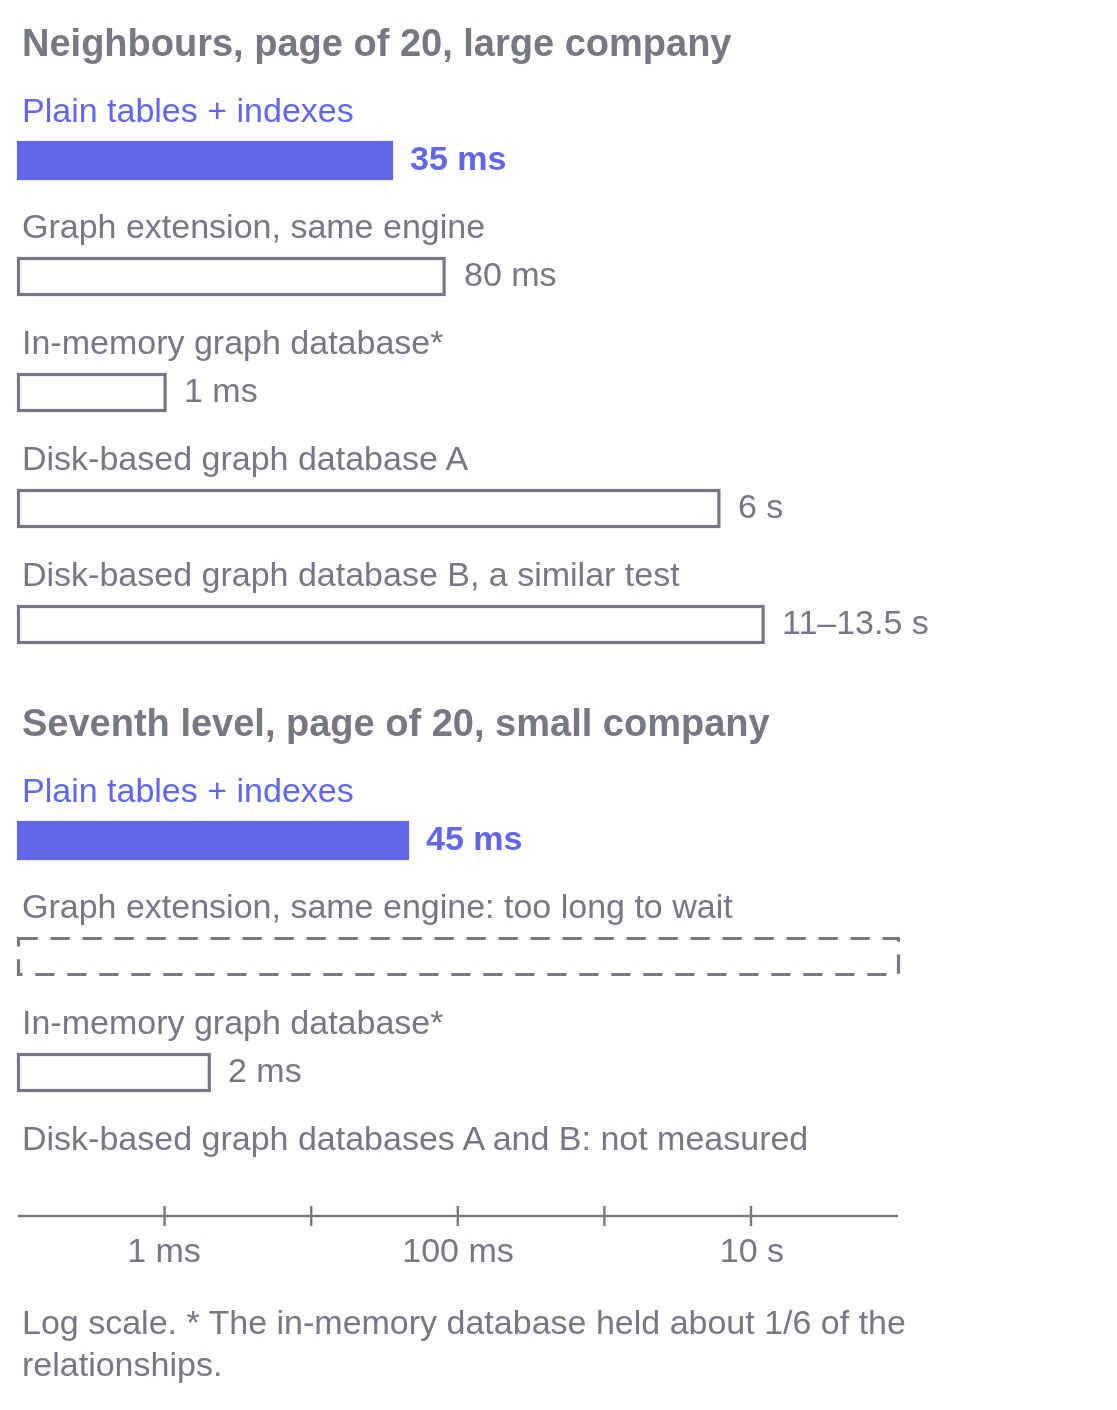 Neighbours, page of 20, large company
Plain tables + indexes
35 ms
Graph extension, same engine
80 ms
In-memory graph database*
1 ms
Disk-based graph database A
6 s
Disk-based graph database B, a similar test
11–13.5 s
Seventh level, page of 20, small company
Plain tables + indexes
45 ms
Graph extension, same engine: too long to wait
In-memory graph database*
2 ms
Disk-based graph databases A and B: not measured
1 ms
100 ms
10 s
Log scale. * The in-memory database held about 1/6 of the
relationships.